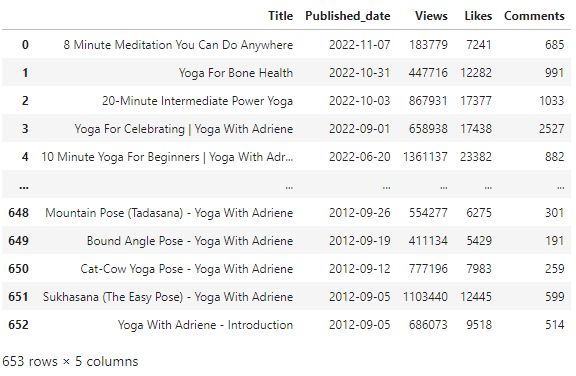 Title Published_date Views Likes Comments
0 8 Minute Meditation You Can Do Anywhere 2022-11-07 183779 7241 685
1 Yoga For Bone Health 2022-10-31 447716 12282 991
2 20-Minute Intermediate Power Yoga 2022-10-03 867931 17377 1033
3 Yoga For Celebrating | Yoga With Adriene 2022-09-01 658938 17438 2527
4 10 Minute Yoga For Beginners | Yoga With Adr... 2022-06-20 1361137 23382 882
... ... ... ... ... ...
648 Mountain Pose (Tadasana) - Yoga With Adriene 2012-09-26 554277 6275 301
649 Bound Angle Pose - Yoga With Adriene 2012-09-19 411134 5429 191
650 Cat-Cow Yoga Pose - Yoga With Adriene 2012-09-12 777196 7983 259
651 Sukhasana (The Easy Pose) - Yoga With Adriene 2012-09-05 1103440 12445 599
652 Yoga With Adriene - Introduction 2012-09-05 686073 9518 514
653 rows × 5 columns